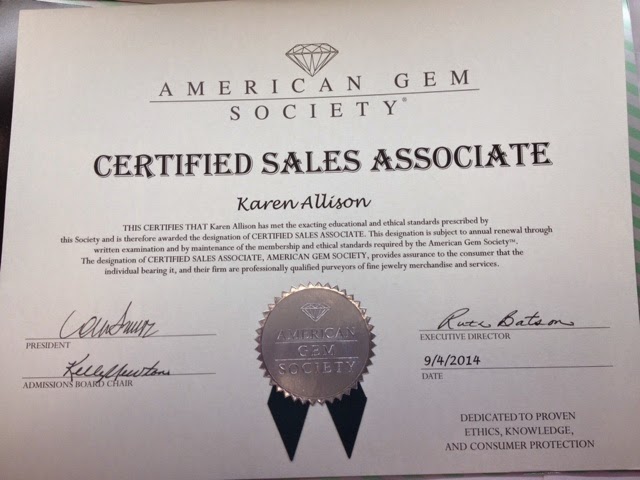 AMERICAN GEM
SOCIETY®
CERTIFIED SALES ASSOCIATE
Karen Allison
THIS CERTIFIES THAT Karen Allison has met the exacting educational and ethical standards prescribed by
this Society and is therefore awarded the designation of CERTIFIED SALES ASSOCIATE. This designation is subject to annual renewal through
written examination and by maintenance of the membership and ethical standards required by the American Gem Society™.
The designation of CERTIFIED SALES ASSOCIATE, AMERICAN GEM SOCIETY, provides assurance to the consumer that the
individual bearing it, and their firm are professionally qualified purveyors of fine jewelry merchandise and services.
PRESIDENT
Kelly Newton
ADMISSIONS BOARD CHAIR
AMERICAN
GEM
SOCIETY
Ruth Batson
EXECUTIVE DIRECTOR
9/4/2014
DATE
DEDICATED TO PROVEN
ETHICS, KNOWLEDGE,
AND CONSUMER PROTECTION